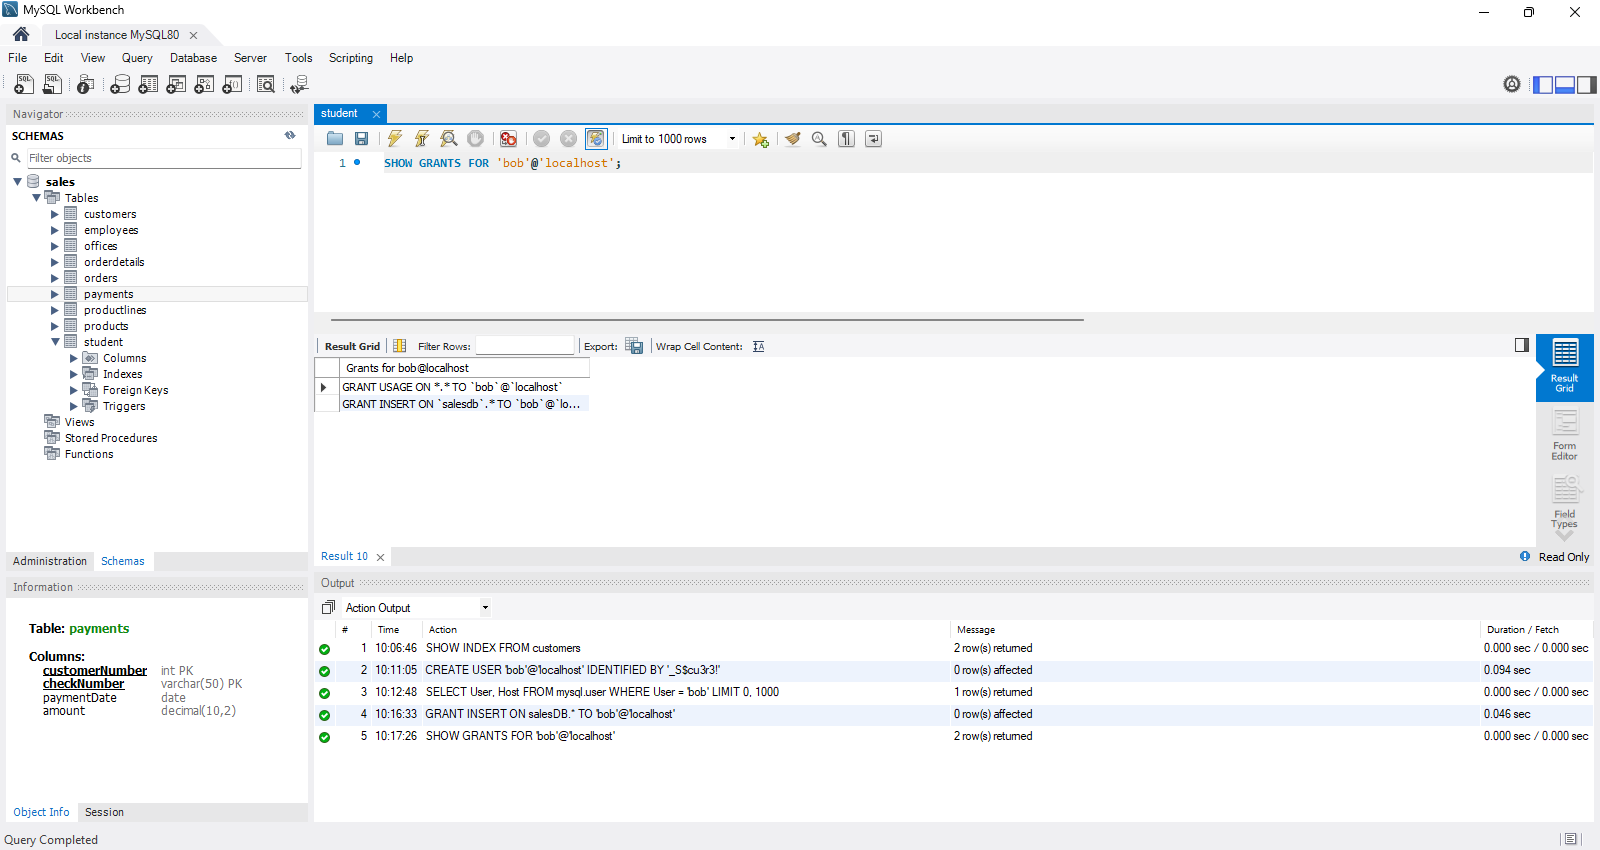 MySQL Workbench
Local instance MySQL80
File Edit View Query Database Server Tools Scripting Help
Navigator
SCHEMAS
Filter objects
sales
Tables
customers
employees
offices
orderdetails
orders
payments
productlines
products
student
Columns
Indexes
Foreign Keys
Triggers
Views
Stored Procedures
Functions
Administration Schemas
Information
Table: payments
Columns:
customerNumber int PK
checkNumber varchar(50) PK
paymentDate date
amount decimal(10,2)
Object Info Session
student
Limit to 1000 rows
1 SHOW GRANTS FOR 'bob'@'localhost';
Result Grid Filter Rows: Export: Wrap Cell Content:
Grants for bob@localhost
GRANT USAGE ON *.* TO `bob`@`localhost`
GRANT INSERT ON `salesdb`.* TO `bob`@`lo...
Result Grid
Form Editor
Field Types
Result 10
Read Only
Output
Action Output
# Time Action Message Duration / Fetch
1 10:06:46 SHOW INDEX FROM customers 2 row(s) returned 0.000 sec / 0.000 sec
2 10:11:05 CREATE USER 'bob'@'localhost' IDENTIFIED BY '_S$cu3r3!' 0 row(s) affected 0.094 sec
3 10:12:48 SELECT User, Host FROM mysql.user WHERE User = 'bob' LIMIT 0, 1000 1 row(s) returned 0.000 sec / 0.000 sec
4 10:16:33 GRANT INSERT ON salesDB.* TO 'bob'@'localhost' 0 row(s) affected 0.046 sec
5 10:17:26 SHOW GRANTS FOR 'bob'@'localhost' 2 row(s) returned 0.000 sec / 0.000 sec
Query Completed